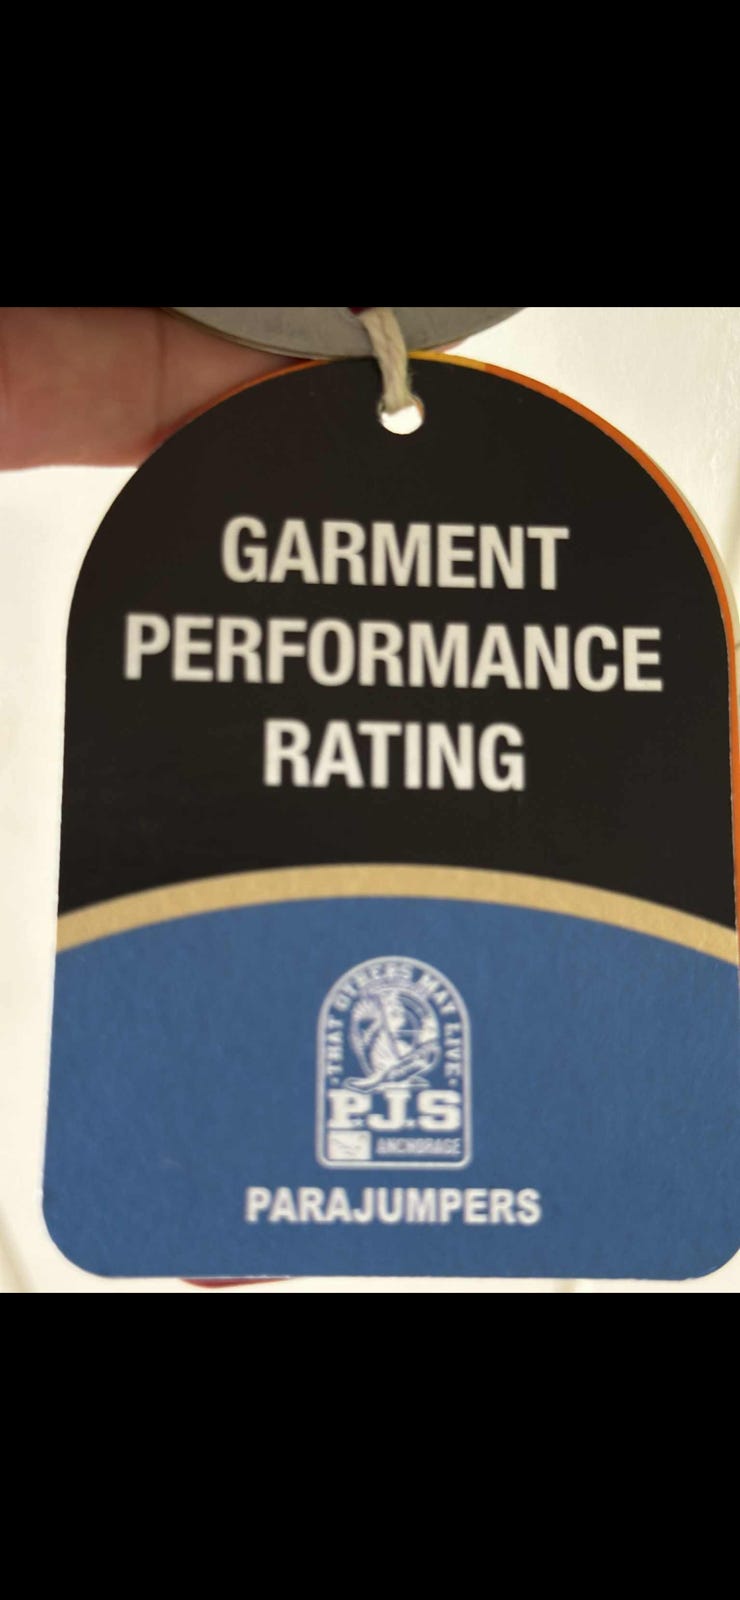 GARMENT
PERFORMANCE
RATING
·THAT OTHERS MAY LIVE·
P.J.S
ANCHORAGE
PARAJUMPERS